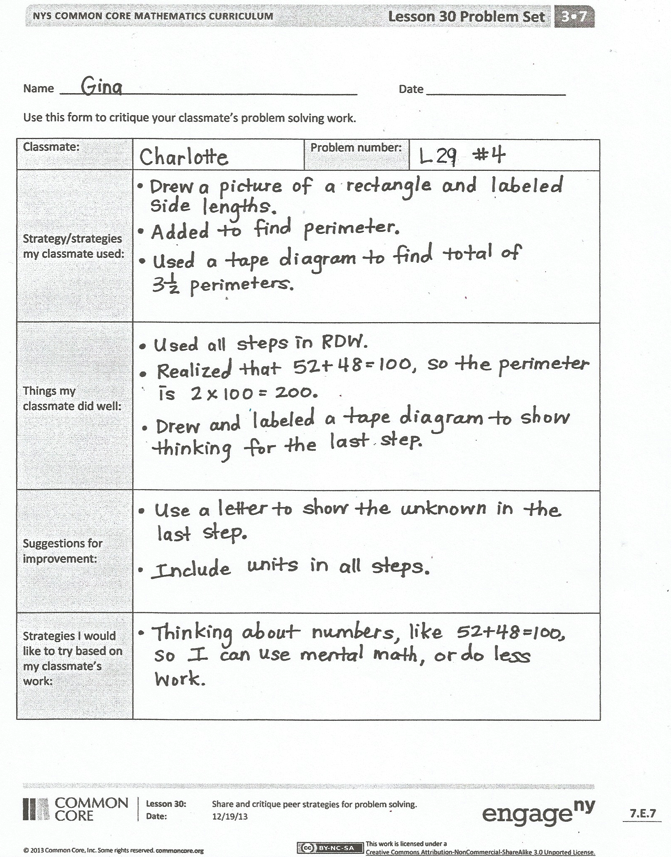 NYS COMMON CORE MATHEMATICS CURRICULUM
Lesson 30 Problem Set 3•7
Name Gina
Date
Use this form to critique your classmate's problem solving work.
Classmate:
Charlotte
Problem number:
L29 #4
Strategy/strategies
my classmate used:
• Drew a picture of a rectangle and labeled
side lengths.
• Added to find perimeter.
• Used a tape diagram to find total of
3½ perimeters.
Things my
classmate did well:
• Used all steps in RDW.
• Realized that 52+48=100, so the perimeter
is 2 x 100 = 200.
• Drew and labeled a tape diagram to show
thinking for the last step.
Suggestions for
improvement:
• Use a letter to show the unknown in the
last step.
• Include units in all steps.
Strategies I would
like to try based on
my classmate's
work:
• Thinking about numbers, like 52+48=100,
so I can use mental math, or do less
work.
COMMON
CORE
Lesson 30:
Share and critique peer strategies for problem solving.
Date:
12/19/13
engage ny
7.E.7
© 2013 Common Core, Inc. Some rights reserved. commoncore.org
cc BY-NC-SA
This work is licensed under a
Creative Commons Attribution-NonCommercial-ShareAlike 3.0 Unported License.